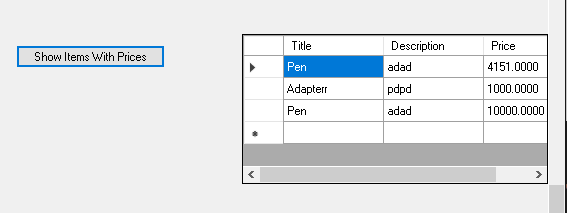 Show Items With Prices
Title Description Price
Pen adad 4151.0000
Adapterr pdpd 1000.0000
Pen adad 10000.0000